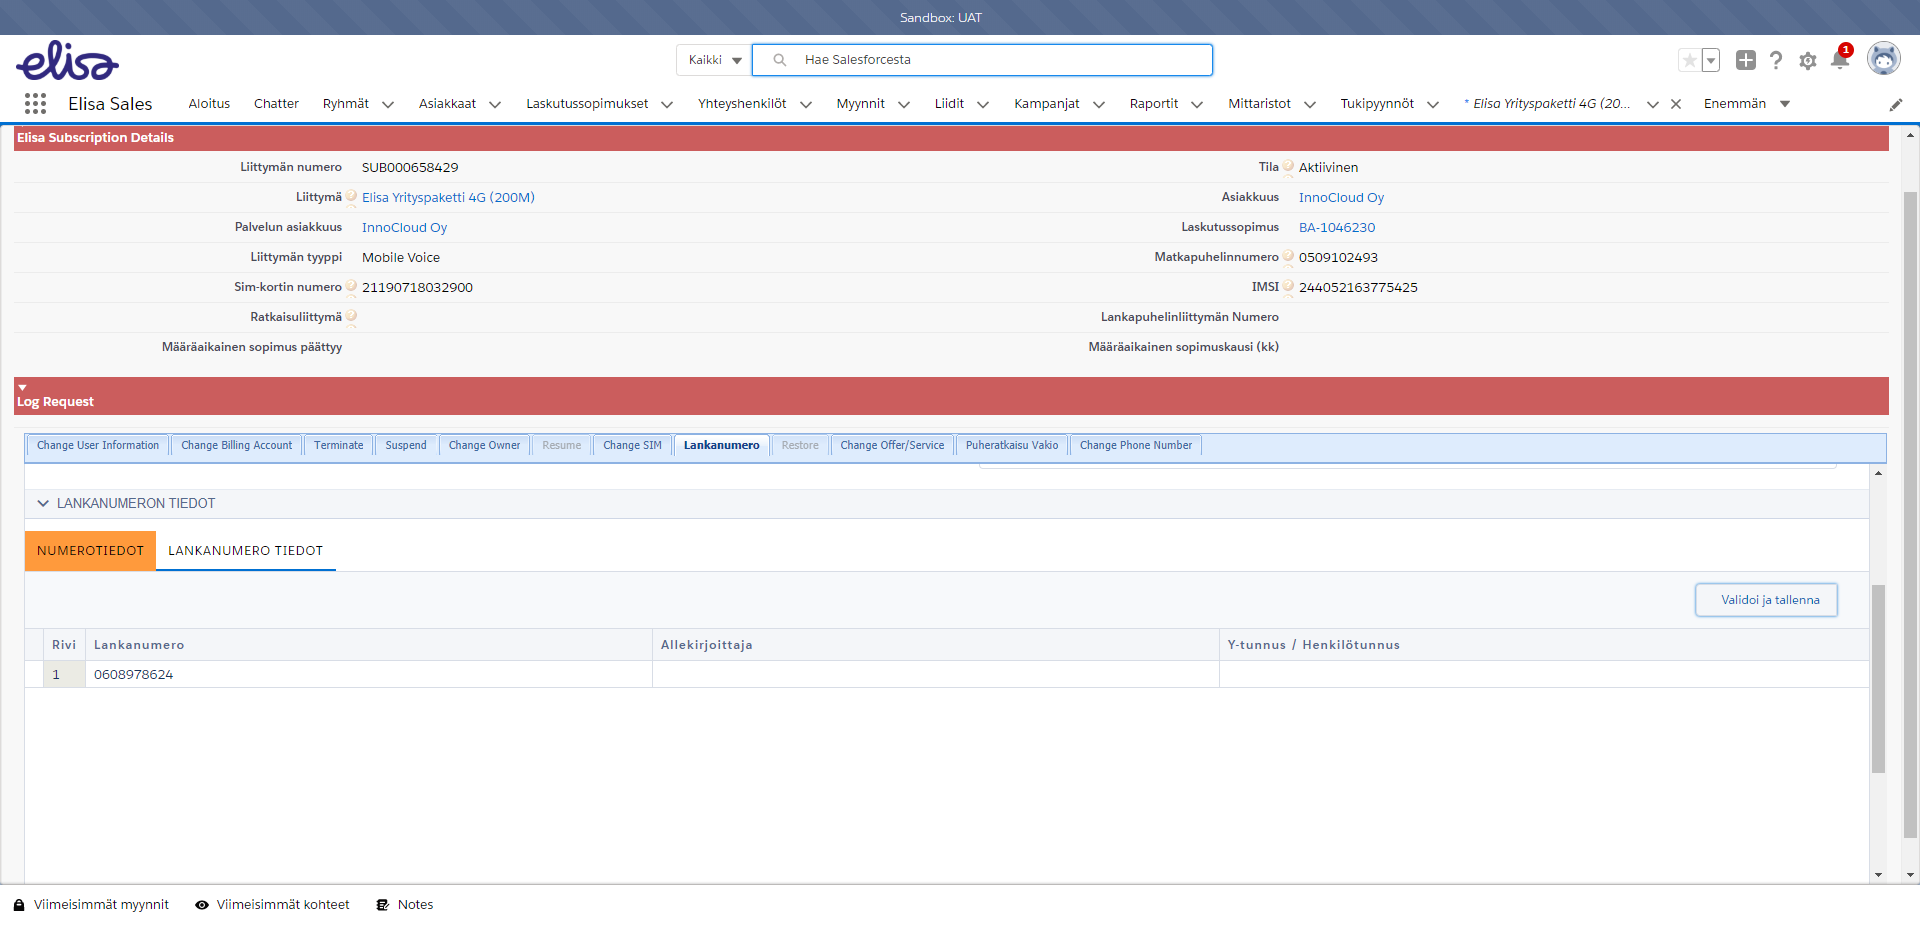 Sandbox: UAT
elisa
Kaikki Hae Salesforcesta 1
Elisa Sales Aloitus Chatter Ryhmät Asiakkaat Laskutussopimukset Yhteyshenkilöt Myynnit Liidit Kampanjat Raportit Mittaristot Tukipyynnöt * Elisa Yrityspaketti 4G (20... Enemmän
Elisa Subscription Details
Liittymän numero SUB000658429 Tila Aktiivinen
Liittymä Elisa Yrityspaketti 4G (200M) Asiakkuus InnoCloud Oy
Palvelun asiakkuus InnoCloud Oy Laskutussopimus BA-1046230
Liittymän tyyppi Mobile Voice Matkapuhelinnumero 0509102493
Sim-kortin numero 21190718032900 IMSI 244052163775425
Ratkaisuliittymä Lankapuhelinliittymän Numero
Määräaikainen sopimus päättyy Määräaikainen sopimuskausi (kk)
Log Request
Change User Information Change Billing Account Terminate Suspend Change Owner Resume Change SIM Lankanumero Restore Change Offer/Service Puheratkaisu Vakio Change Phone Number
LANKANUMERON TIEDOT
NUMEROTIEDOT LANKANUMERO TIEDOT
Validoi ja tallenna
Rivi Lankanumero Allekirjoittaja Y-tunnus / Henkilötunnus
1 0608978624
Viimeisimmät myynnit Viimeisimmät kohteet Notes